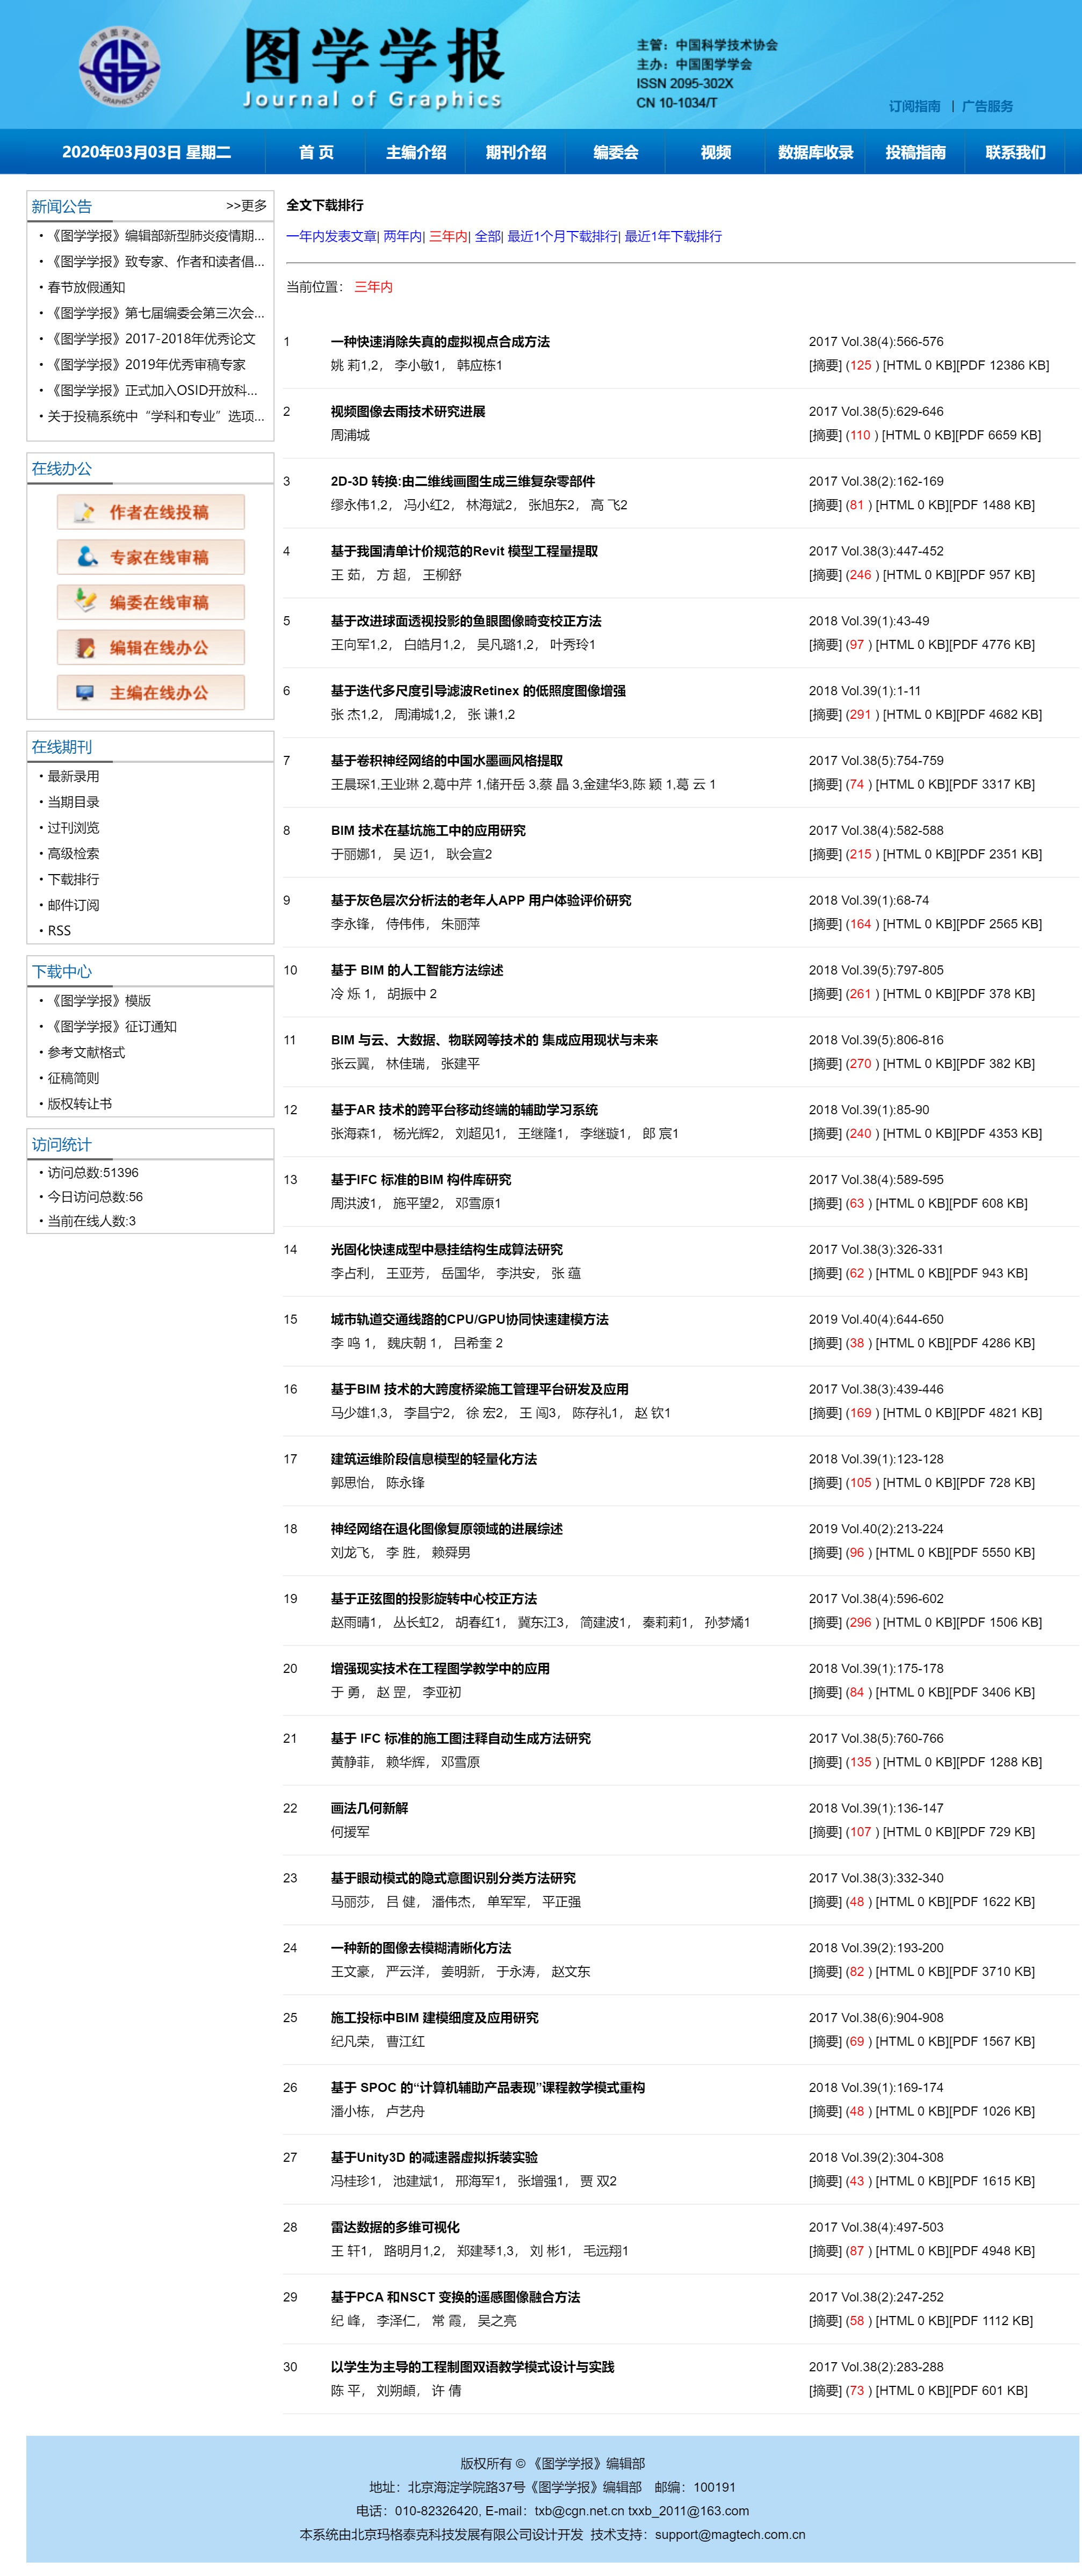 图学学报
Journal of Graphics
主管：中国科学技术协会
主办：中国图学学会
ISSN 2095-302X
CN 10-1034/T
订阅指南 | 广告服务
2020年03月03日 星期二 首 页 主编介绍 期刊介绍 编委会 视频 数据库收录 投稿指南 联系我们
新闻公告 >>更多
•《图学学报》编辑部新型肺炎疫情期...
•《图学学报》致专家、作者和读者倡...
• 春节放假通知
•《图学学报》第七届编委会第三次会...
•《图学学报》2017-2018年优秀论文
•《图学学报》2019年优秀审稿专家
•《图学学报》正式加入OSID开放科...
• 关于投稿系统中“学科和专业”选项...
在线办公
作者在线投稿
专家在线审稿
编委在线审稿
编辑在线办公
主编在线办公
在线期刊
• 最新录用
• 当期目录
• 过刊浏览
• 高级检索
• 下载排行
• 邮件订阅
• RSS
下载中心
•《图学学报》模版
•《图学学报》征订通知
• 参考文献格式
• 征稿简则
• 版权转让书
访问统计
• 访问总数:51396
• 今日访问总数:56
• 当前在线人数:3
全文下载排行
一年内发表文章| 两年内| 三年内| 全部| 最近1个月下载排行| 最近1年下载排行
当前位置： 三年内
1 一种快速消除失真的虚拟视点合成方法 2017 Vol.38(4):566-576
姚 莉1,2， 李小敏1， 韩应栋1 [摘要] (125 ) [HTML 0 KB][PDF 12386 KB]
2 视频图像去雨技术研究进展 2017 Vol.38(5):629-646
周浦城 [摘要] (110 ) [HTML 0 KB][PDF 6659 KB]
3 2D-3D 转换:由二维线画图生成三维复杂零部件 2017 Vol.38(2):162-169
缪永伟1,2， 冯小红2， 林海斌2， 张旭东2， 高 飞2 [摘要] (81 ) [HTML 0 KB][PDF 1488 KB]
4 基于我国清单计价规范的Revit 模型工程量提取 2017 Vol.38(3):447-452
王 茹， 方 超， 王柳舒 [摘要] (246 ) [HTML 0 KB][PDF 957 KB]
5 基于改进球面透视投影的鱼眼图像畸变校正方法 2018 Vol.39(1):43-49
王向军1,2， 白皓月1,2， 吴凡璐1,2， 叶秀玲1 [摘要] (97 ) [HTML 0 KB][PDF 4776 KB]
6 基于迭代多尺度引导滤波Retinex 的低照度图像增强 2018 Vol.39(1):1-11
张 杰1,2， 周浦城1,2， 张 谦1,2 [摘要] (291 ) [HTML 0 KB][PDF 4682 KB]
7 基于卷积神经网络的中国水墨画风格提取 2017 Vol.38(5):754-759
王晨琛1,王业琳 2,葛中芹 1,储开岳 3,蔡 晶 3,金建华3,陈 颖 1,葛 云 1 [摘要] (74 ) [HTML 0 KB][PDF 3317 KB]
8 BIM 技术在基坑施工中的应用研究 2017 Vol.38(4):582-588
于丽娜1， 吴 迈1， 耿会宣2 [摘要] (215 ) [HTML 0 KB][PDF 2351 KB]
9 基于灰色层次分析法的老年人APP 用户体验评价研究 2018 Vol.39(1):68-74
李永锋， 侍伟伟， 朱丽萍 [摘要] (164 ) [HTML 0 KB][PDF 2565 KB]
10 基于 BIM 的人工智能方法综述 2018 Vol.39(5):797-805
冷 烁 1， 胡振中 2 [摘要] (261 ) [HTML 0 KB][PDF 378 KB]
11 BIM 与云、大数据、物联网等技术的 集成应用现状与未来 2018 Vol.39(5):806-816
张云翼， 林佳瑞， 张建平 [摘要] (270 ) [HTML 0 KB][PDF 382 KB]
12 基于AR 技术的跨平台移动终端的辅助学习系统 2018 Vol.39(1):85-90
张海森1， 杨光辉2， 刘超见1， 王继隆1， 李继璇1， 郎 宸1 [摘要] (240 ) [HTML 0 KB][PDF 4353 KB]
13 基于IFC 标准的BIM 构件库研究 2017 Vol.38(4):589-595
周洪波1， 施平望2， 邓雪原1 [摘要] (63 ) [HTML 0 KB][PDF 608 KB]
14 光固化快速成型中悬挂结构生成算法研究 2017 Vol.38(3):326-331
李占利， 王亚芳， 岳国华， 李洪安， 张 蕴 [摘要] (62 ) [HTML 0 KB][PDF 943 KB]
15 城市轨道交通线路的CPU/GPU协同快速建模方法 2019 Vol.40(4):644-650
李 鸣 1， 魏庆朝 1， 吕希奎 2 [摘要] (38 ) [HTML 0 KB][PDF 4286 KB]
16 基于BIM 技术的大跨度桥梁施工管理平台研发及应用 2017 Vol.38(3):439-446
马少雄1,3， 李昌宁2， 徐 宏2， 王 闯3， 陈存礼1， 赵 钦1 [摘要] (169 ) [HTML 0 KB][PDF 4821 KB]
17 建筑运维阶段信息模型的轻量化方法 2018 Vol.39(1):123-128
郭思怡， 陈永锋 [摘要] (105 ) [HTML 0 KB][PDF 728 KB]
18 神经网络在退化图像复原领域的进展综述 2019 Vol.40(2):213-224
刘龙飞， 李 胜， 赖舜男 [摘要] (96 ) [HTML 0 KB][PDF 5550 KB]
19 基于正弦图的投影旋转中心校正方法 2017 Vol.38(4):596-602
赵雨晴1， 丛长虹2， 胡春红1， 冀东江3， 简建波1， 秦莉莉1， 孙梦燏1 [摘要] (296 ) [HTML 0 KB][PDF 1506 KB]
20 增强现实技术在工程图学教学中的应用 2018 Vol.39(1):175-178
于 勇， 赵 罡， 李亚初 [摘要] (84 ) [HTML 0 KB][PDF 3406 KB]
21 基于 IFC 标准的施工图注释自动生成方法研究 2017 Vol.38(5):760-766
黄静菲， 赖华辉， 邓雪原 [摘要] (135 ) [HTML 0 KB][PDF 1288 KB]
22 画法几何新解 2018 Vol.39(1):136-147
何援军 [摘要] (107 ) [HTML 0 KB][PDF 729 KB]
23 基于眼动模式的隐式意图识别分类方法研究 2017 Vol.38(3):332-340
马丽莎， 吕 健， 潘伟杰， 单军军， 平正强 [摘要] (48 ) [HTML 0 KB][PDF 1622 KB]
24 一种新的图像去模糊清晰化方法 2018 Vol.39(2):193-200
王文豪， 严云洋， 姜明新， 于永涛， 赵文东 [摘要] (82 ) [HTML 0 KB][PDF 3710 KB]
25 施工投标中BIM 建模细度及应用研究 2017 Vol.38(6):904-908
纪凡荣， 曹江红 [摘要] (69 ) [HTML 0 KB][PDF 1567 KB]
26 基于 SPOC 的“计算机辅助产品表现”课程教学模式重构 2018 Vol.39(1):169-174
潘小栋， 卢艺舟 [摘要] (48 ) [HTML 0 KB][PDF 1026 KB]
27 基于Unity3D 的减速器虚拟拆装实验 2018 Vol.39(2):304-308
冯桂珍1， 池建斌1， 邢海军1， 张增强1， 贾 双2 [摘要] (43 ) [HTML 0 KB][PDF 1615 KB]
28 雷达数据的多维可视化 2017 Vol.38(4):497-503
王 轩1， 路明月1,2， 郑建琴1,3， 刘 彬1， 毛远翔1 [摘要] (87 ) [HTML 0 KB][PDF 4948 KB]
29 基于PCA 和NSCT 变换的遥感图像融合方法 2017 Vol.38(2):247-252
纪 峰， 李泽仁， 常 霞， 吴之亮 [摘要] (58 ) [HTML 0 KB][PDF 1112 KB]
30 以学生为主导的工程制图双语教学模式设计与实践 2017 Vol.38(2):283-288
陈 平， 刘朔頔， 许 倩 [摘要] (73 ) [HTML 0 KB][PDF 601 KB]
版权所有 © 《图学学报》编辑部
地址：北京海淀学院路37号《图学学报》编辑部 邮编：100191
电话：010-82326420, E-mail：txb@cgn.net.cn txxb_2011@163.com
本系统由北京玛格泰克科技发展有限公司设计开发 技术支持：support@magtech.com.cn